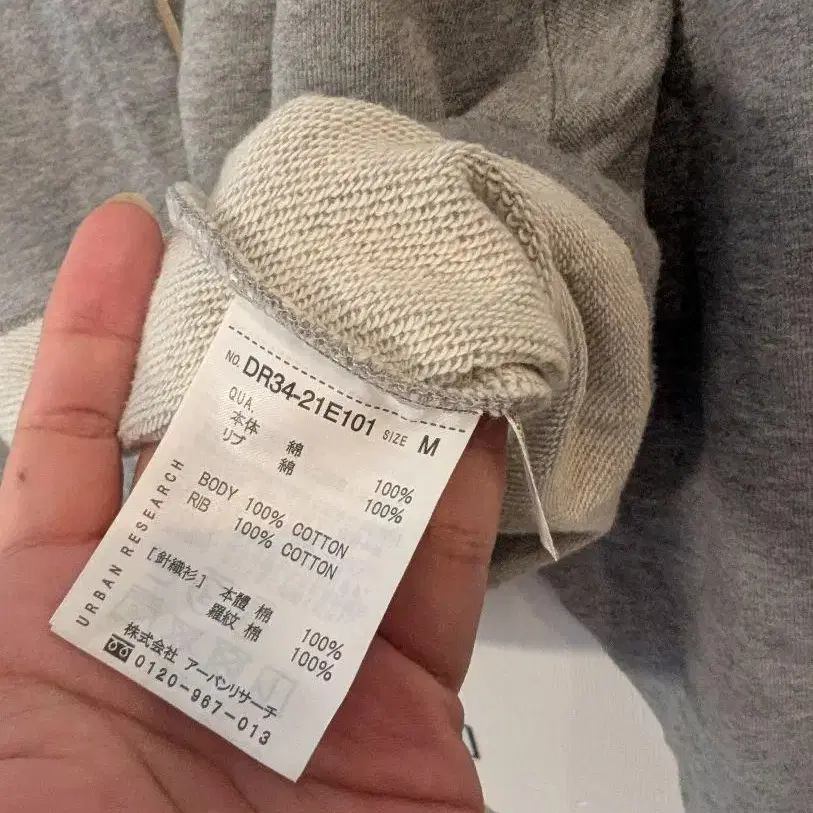 NO. DR34-21E101 SIZE M
QUA.
本体 綿 100%
リブ 綿 100%
BODY 100% COTTON
RIB 100% COTTON
[針織衫] 本體 棉 100%
羅紋 棉 100%
株式会社 アーバンリサーチ
0120-967-013
URBAN RESEARCH